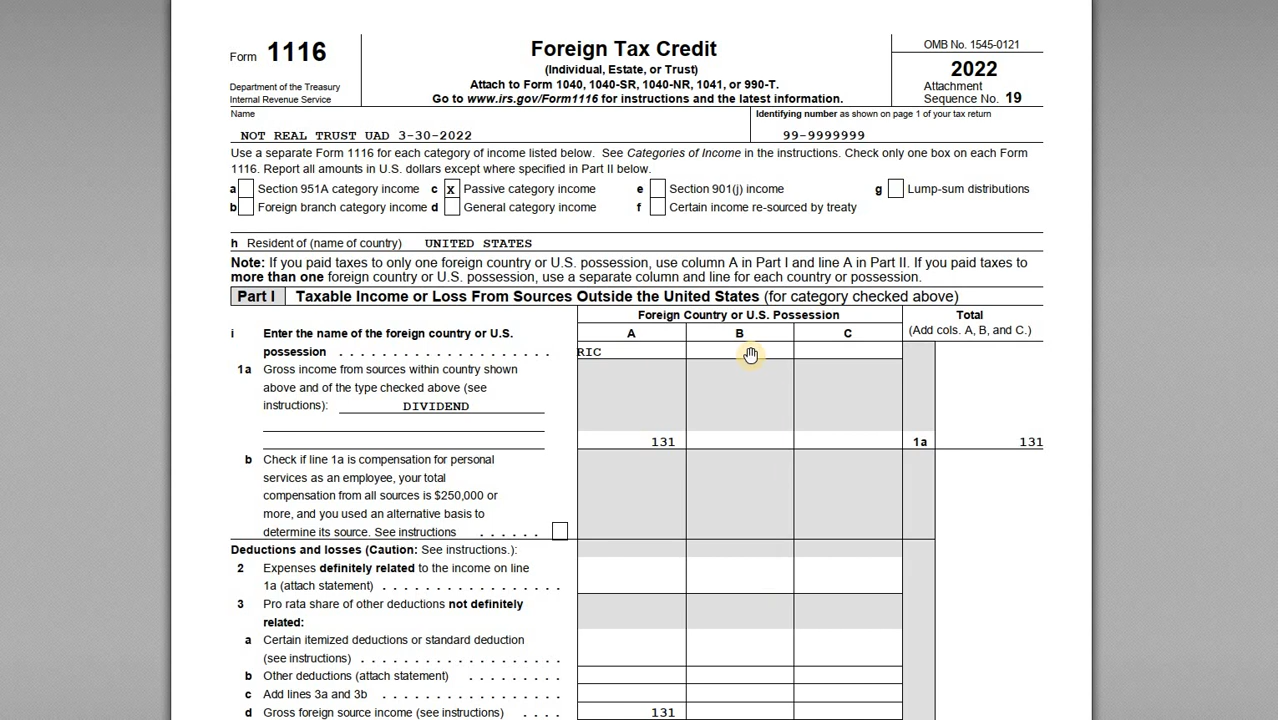 Form 1116
Department of the Treasury
Internal Revenue Service
Foreign Tax Credit
(Individual, Estate, or Trust)
Attach to Form 1040, 1040-SR, 1040-NR, 1041, or 990-T.
Go to www.irs.gov/Form1116 for instructions and the latest information.
OMB No. 1545-0121
2022
Attachment
Sequence No. 19
Name
NOT REAL TRUST UAD 3-30-2022
Identifying number as shown on page 1 of your tax return
99-9999999
Use a separate Form 1116 for each category of income listed below. See Categories of Income in the instructions. Check only one box on each Form
1116. Report all amounts in U.S. dollars except where specified in Part II below.
a Section 951A category income c x Passive category income e Section 901(j) income g Lump-sum distributions
b Foreign branch category income d General category income f Certain income re-sourced by treaty
h Resident of (name of country) UNITED STATES
Note: If you paid taxes to only one foreign country or U.S. possession, use column A in Part I and line A in Part II. If you paid taxes to
more than one foreign country or U.S. possession, use a separate column and line for each country or possession.
Part I Taxable Income or Loss From Sources Outside the United States (for category checked above)
Foreign Country or U.S. Possession Total
A B C (Add cols. A, B, and C.)
i Enter the name of the foreign country or U.S.
possession . . . . . . . . . . . . . . RIC
1a Gross income from sources within country shown
above and of the type checked above (see
instructions): DIVIDEND
131 1a 131
b Check if line 1a is compensation for personal
services as an employee, your total
compensation from all sources is $250,000 or
more, and you used an alternative basis to
determine its source. See instructions . . . . . .
Deductions and losses (Caution: See instructions.):
2 Expenses definitely related to the income on line
1a (attach statement) . . . . . . . . . . . .
3 Pro rata share of other deductions not definitely
related:
a Certain itemized deductions or standard deduction
(see instructions) . . . . . . . . . . . . . .
b Other deductions (attach statement) . . . . . . .
c Add lines 3a and 3b . . . . . . . . . . . .
d Gross foreign source income (see instructions) . . . . 131